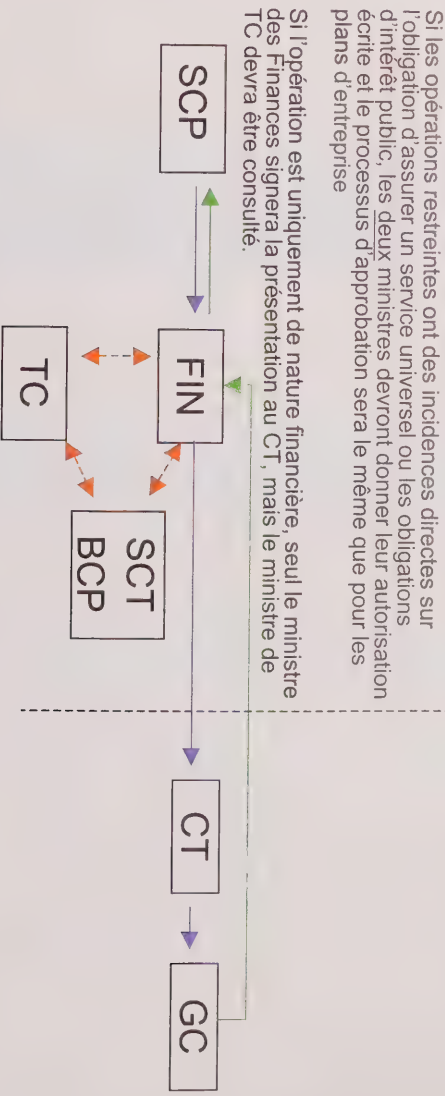 Si les opérations restreintes ont des incidences directes sur
l'obligation d'assurer un service universel ou les obligations
d'intérêt public, les deux ministres devront donner leur autorisation
écrite et le processus d'approbation sera le même que pour les
plans d'entreprise
Si l'opération est uniquement de nature financière, seul le ministre
des Finances signera la présentation au CT, mais le ministre de
TC devra être consulté.
SCP
FIN
TC
SCT
BCP
CT
GC